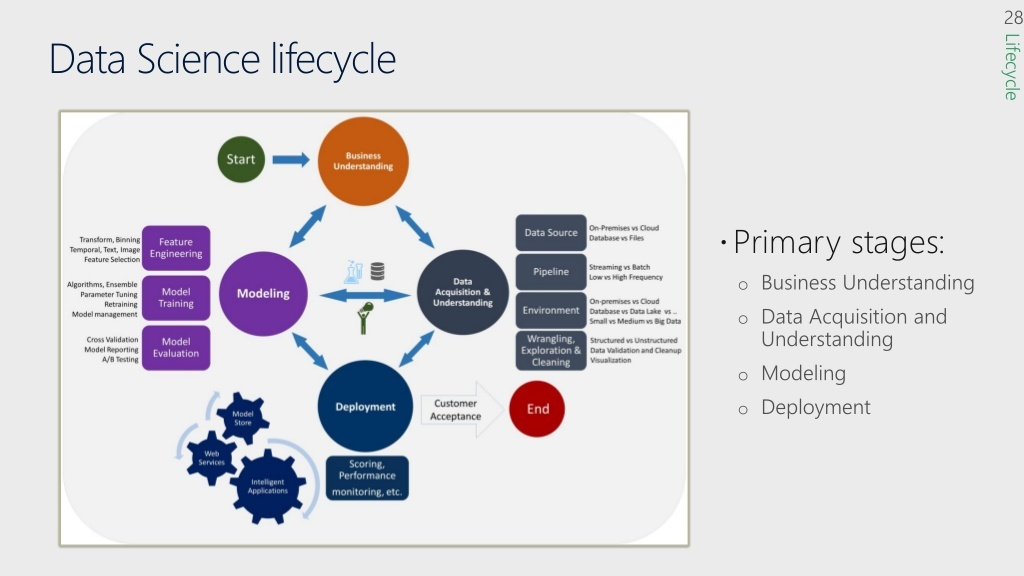 28
Lifecycle
Data Science lifecycle
Start
Business
Understanding
Feature
Engineering
Transform, Binning
Temporal, Text, Image
Feature Selection
Model
Training
Algorithms, Ensemble
Parameter Tuning
Retraining
Model management
Model
Evaluation
Cross Validation
Model Reporting
A/B Testing
Modeling
Data
Acquisition &
Understanding
Data Source
On-Premises vs Cloud
Database vs Files
Pipeline
Streaming vs Batch
Low vs High Frequency
Environment
On-premises vs Cloud
Database vs Data Lake vs ..
Small vs Medium vs Big Data
Wrangling,
Exploration &
Cleaning
Structured vs Unstructured
Data Validation and Cleanup
Visualization
Deployment
Customer
Acceptance
End
Scoring,
Performance
monitoring, etc.
Model
Store
Web
Services
Intelligent
Applications
• Primary stages:
o Business Understanding
o Data Acquisition and
Understanding
o Modeling
o Deployment